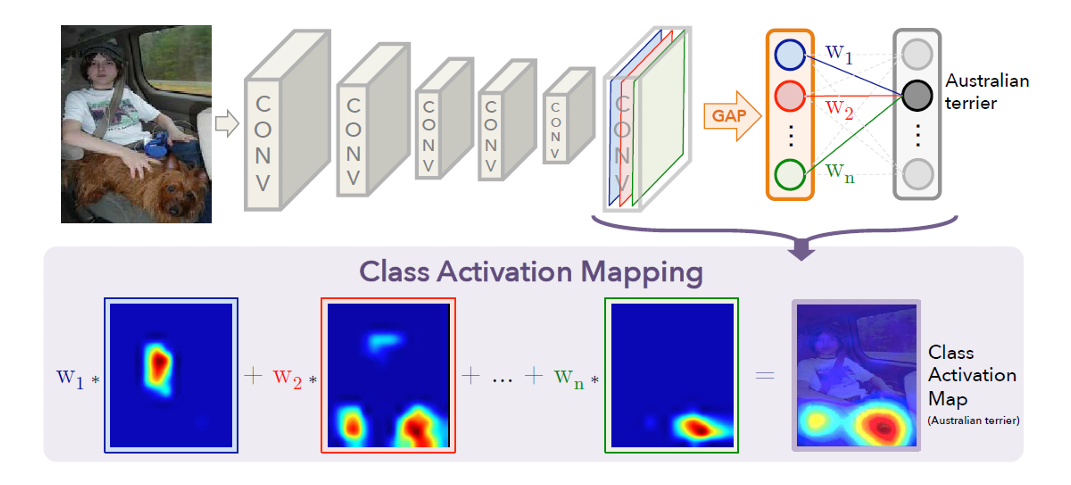 CONV
CONV
CONV
CONV
CONV
CONV
GAP
w1
w2
wn
Australian
terrier
Class Activation Mapping
w1 * + w2 * + ... + wn * =
Class
Activation
Map
(Australian terrier)